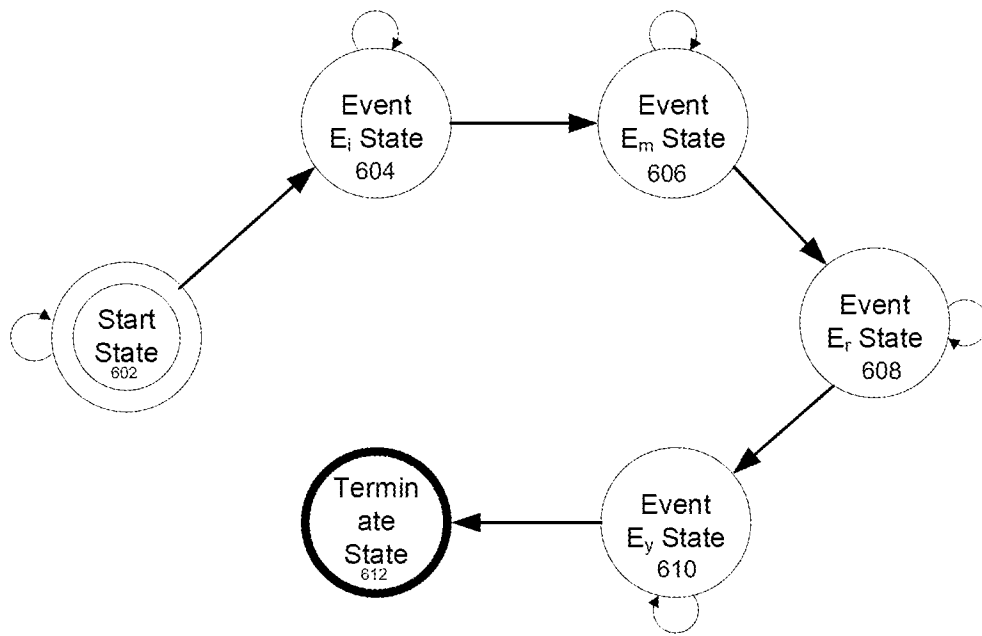 Event
Eᵢ State
604
Event
Eₘ State
606
Event
Eᵣ State
608
Start
State
602
Termin
ate
State
612
Event
Eᵧ State
610